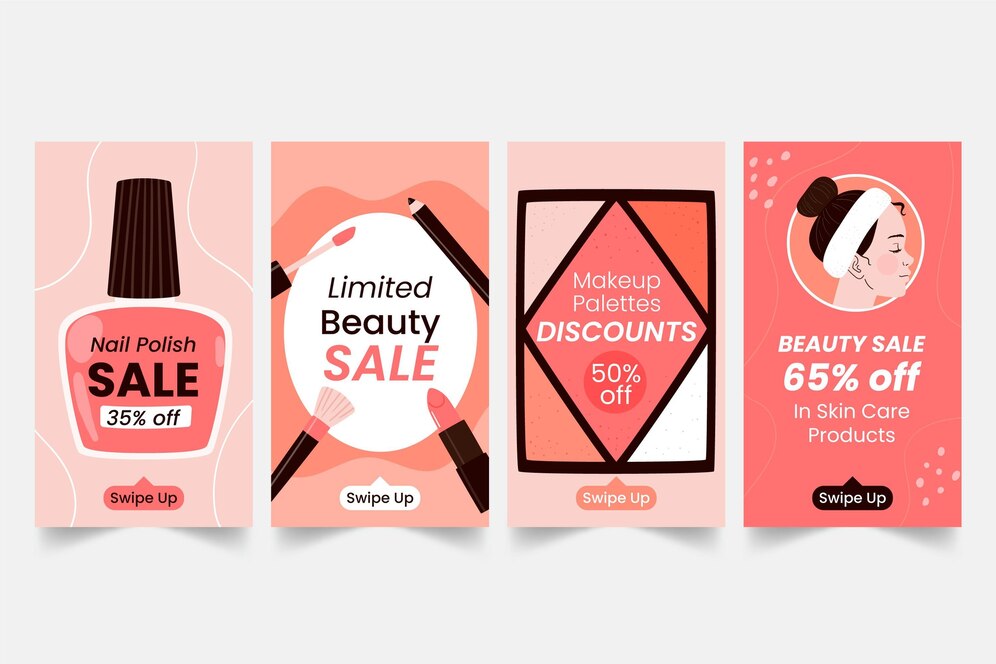 Nail Polish
SALE
35% off
Swipe Up
Limited
Beauty
SALE
Swipe Up
Makeup
Palettes
DISCOUNTS
50%
off
Swipe Up
BEAUTY SALE
65% off
In Skin Care
Products
Swipe Up